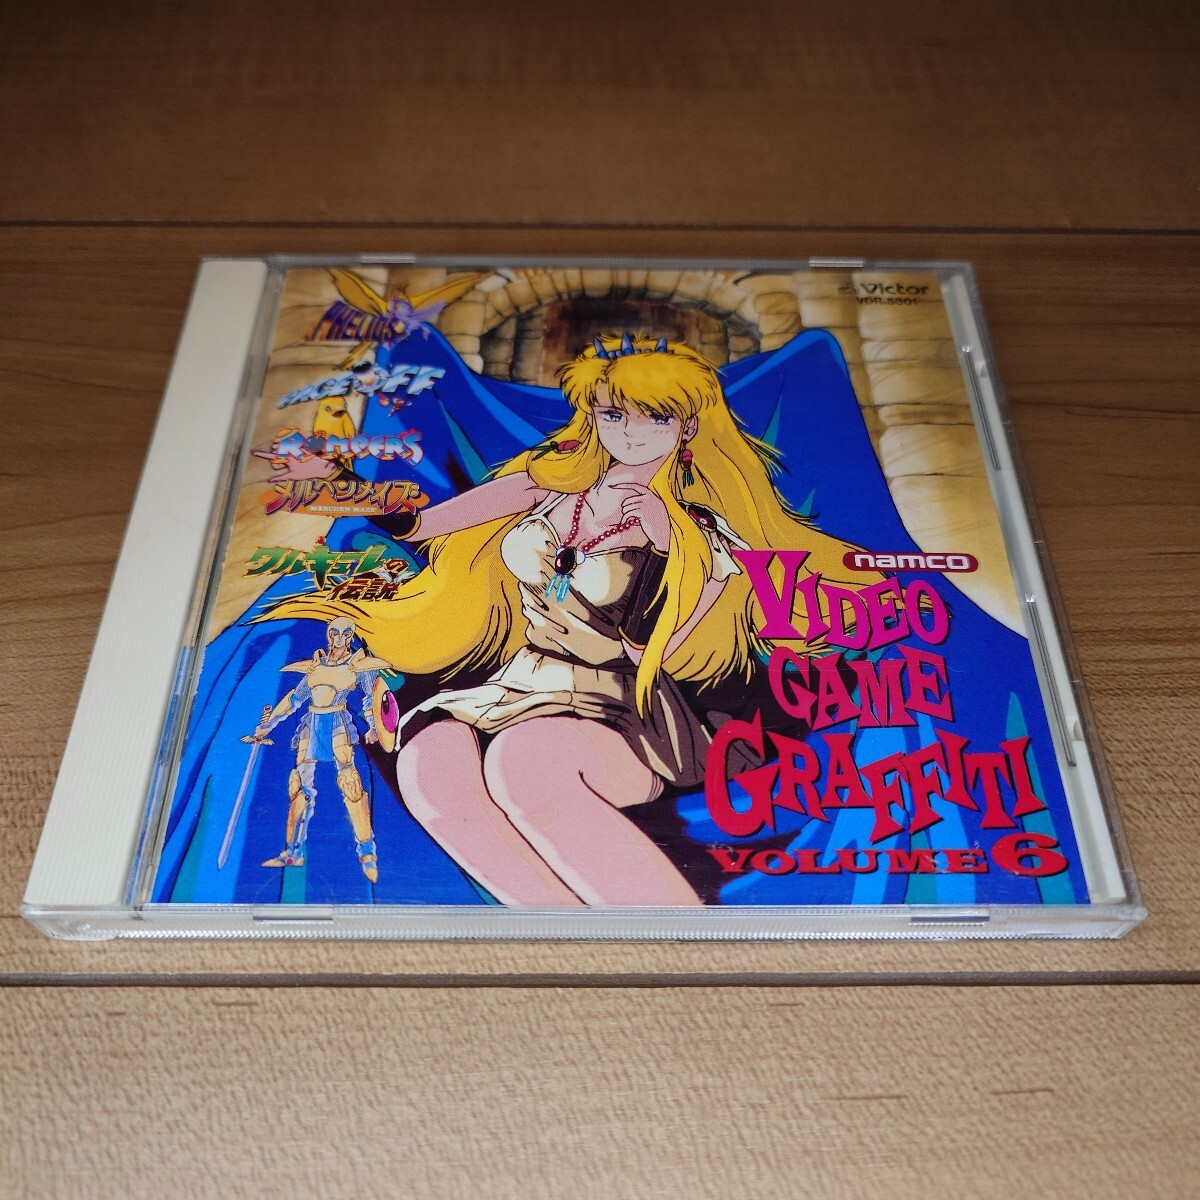 PHELIOS
FACE OFF
ROMPERS
メルヘンメイズ
MÄRCHEN MAZE
ワルキューレの
伝説
Victor
VDR-5301
namco
VIDEO
GAME
GRAFFITI
VOLUME 6